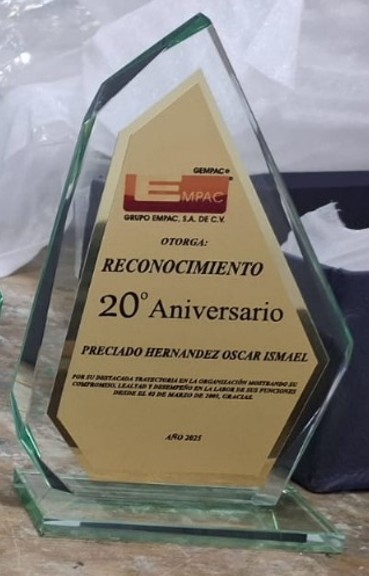 GEMPAC®
EMPAC
GRUPO EMPAC, S.A. DE C.V.
OTORGA:
RECONOCIMIENTO
20° Aniversario
PRECIADO HERNANDEZ OSCAR ISMAEL
POR SU DESTACADA TRAYECTORIA EN LA ORGANIZACIÓN MOSTRANDO SU
COMPROMISO, LEALTAD Y DESEMPEÑO EN LA LABOR DE SUS FUNCIONES
DESDE EL 02 DE MARZO DE 2005, GRACIAS.
AÑO 2025